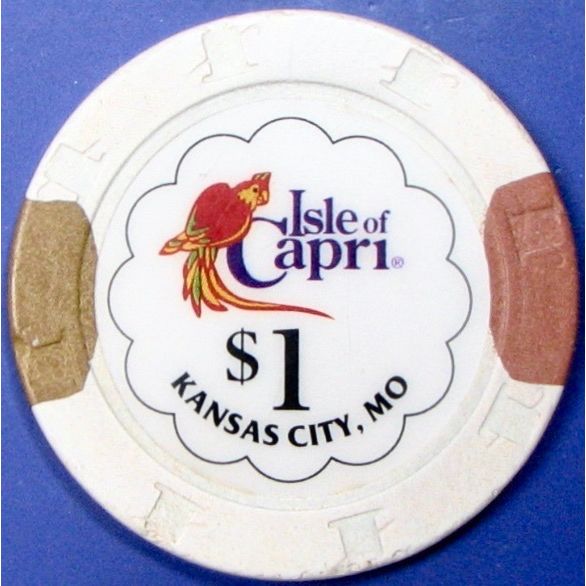 Isle of
Capri®
$1
KANSAS CITY, MO